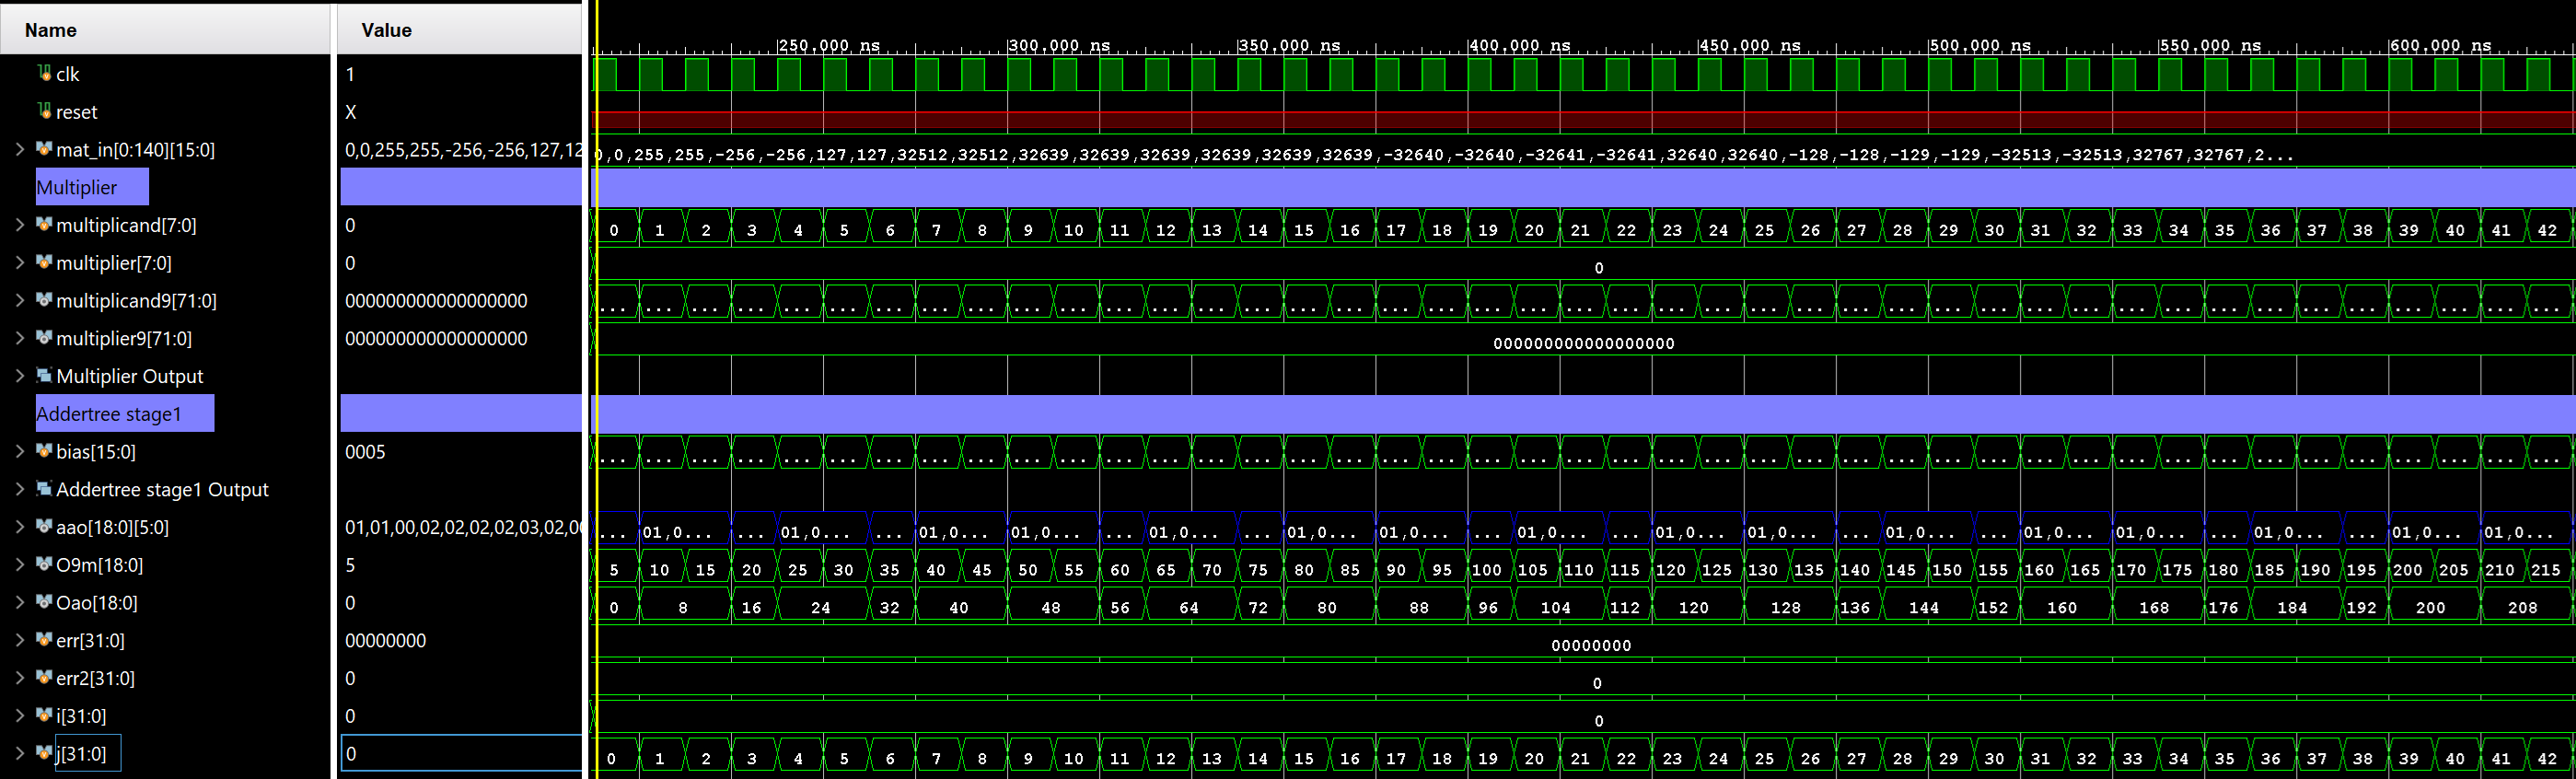 Name Value
250.000 ns 300.000 ns 350.000 ns 400.000 ns 450.000 ns 500.000 ns 550.000 ns 600.000 ns
clk 1
reset X
mat_in[0:140][15:0] 0,0,255,255,-256,-256,127,12 0,0,255,255,-256,-256,127,127,32512,32512,32639,32639,32639,32639,32639,32639,-32640,-32640,-32641,-32641,32640,32640,-128,-128,-129,-129,-32513,-32513,32767,32767,2...
Multiplier
multiplicand[7:0] 0 0 1 2 3 4 5 6 7 8 9 10 11 12 13 14 15 16 17 18 19 20 21 22 23 24 25 26 27 28 29 30 31 32 33 34 35 36 37 38 39 40 41 42
multiplier[7:0] 0 0
multiplicand9[71:0] 000000000000000000 ... ... ... ... ... ... ... ... ... ... ... ... ... ... ... ... ... ... ... ... ... ... ... ... ... ... ... ... ... ... ... ... ... ... ... ... ... ... ... ... ... ... ...
multiplier9[71:0] 000000000000000000 000000000000000000
Multiplier Output
Addertree stage1
bias[15:0] 0005 ... ... ... ... ... ... ... ... ... ... ... ... ... ... ... ... ... ... ... ... ... ... ... ... ... ... ... ... ... ... ... ... ... ... ... ... ... ... ... ... ... ... ...
Addertree stage1 Output
aao[18:0][5:0] 01,01,00,02,02,02,02,03,02,00 ... 01,0... ... 01,0... ... 01,0... 01,0... ... 01,0... ... 01,0... 01,0... ... 01,0... ... 01,0... 01,0... ... 01,0... ... 01,0... 01,0... ... 01,0... ... 01,0... 01,0...
O9m[18:0] 5 5 10 15 20 25 30 35 40 45 50 55 60 65 70 75 80 85 90 95 100 105 110 115 120 125 130 135 140 145 150 155 160 165 170 175 180 185 190 195 200 205 210 215
Oao[18:0] 0 0 8 16 24 32 40 48 56 64 72 80 88 96 104 112 120 128 136 144 152 160 168 176 184 192 200 208
err[31:0] 00000000 00000000
err2[31:0] 0 0
i[31:0] 0 0
j[31:0] 0 0 1 2 3 4 5 6 7 8 9 10 11 12 13 14 15 16 17 18 19 20 21 22 23 24 25 26 27 28 29 30 31 32 33 34 35 36 37 38 39 40 41 42